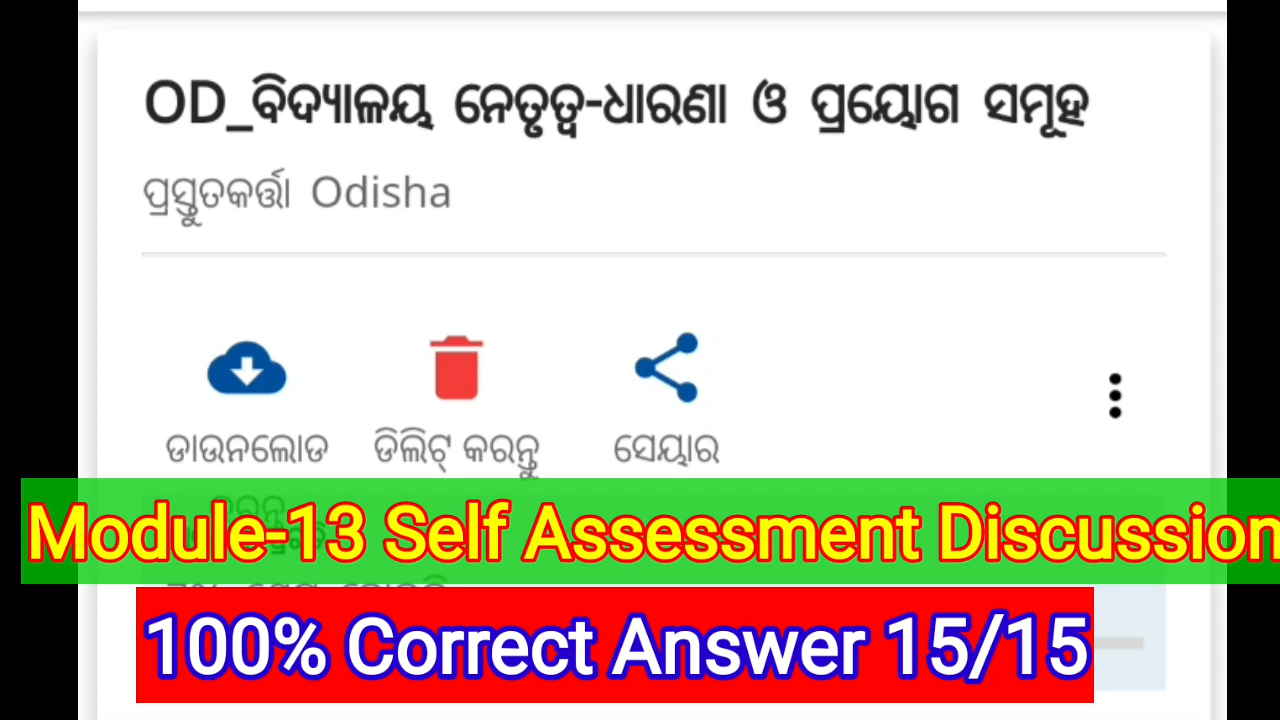 OD_ବିଦ୍ୟାଳୟ ନେତୃତ୍ୱ-ଧାରଣା ଓ ପ୍ରୟୋଗ ସମୂହ
ପ୍ରସ୍ତୁତକର୍ତ୍ତା Odisha
ଡାଉନଲୋଡ ଡିଲିଟ୍ କରନ୍ତୁ ସେୟାର
Module-13 Self Assessment Discussion
100% Correct Answer 15/15